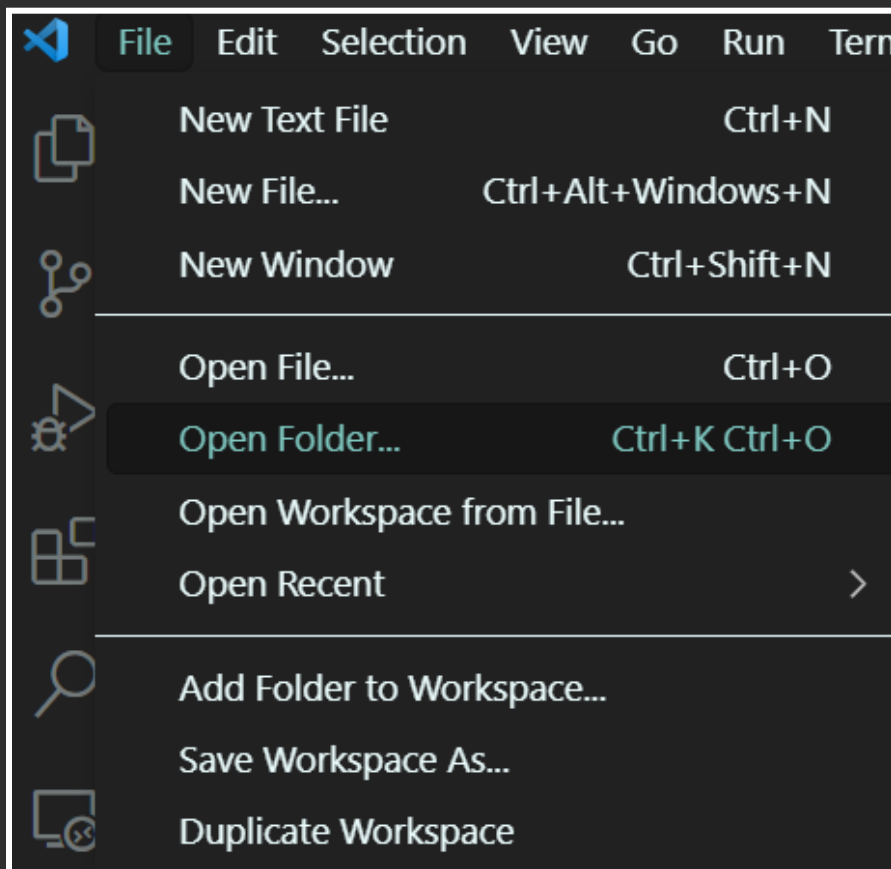 File Edit Selection View Go Run
New Text File Ctrl+N
New File... Ctrl+Alt+Windows+N
New Window Ctrl+Shift+N
Open File... Ctrl+O
Open Folder... Ctrl+K Ctrl+O
Open Workspace from File...
Open Recent
Add Folder to Workspace...
Save Workspace As...
Duplicate Workspace